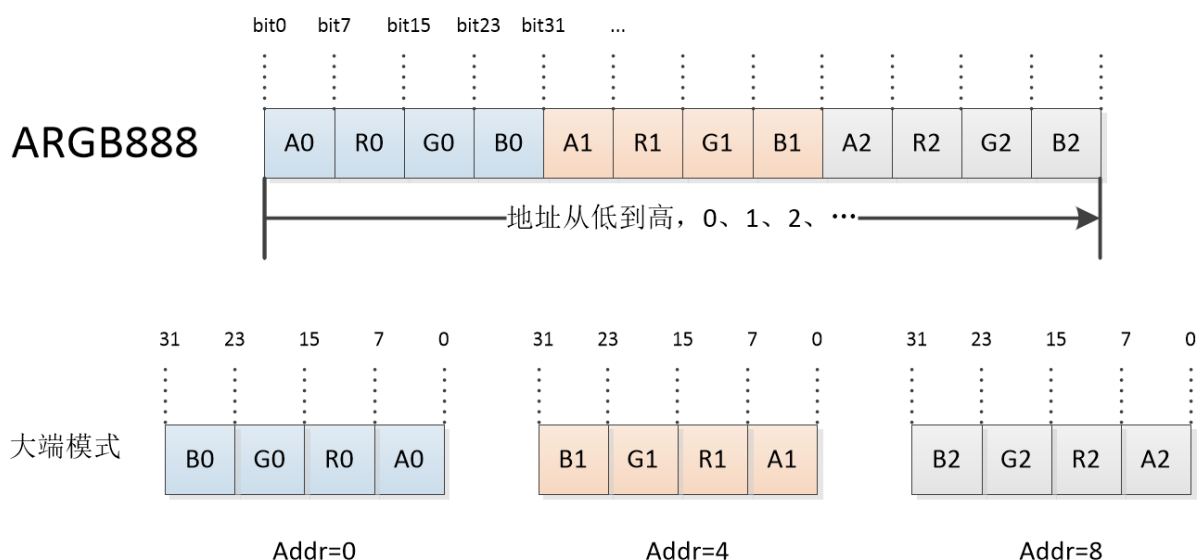 bit0 bit7 bit15 bit23 bit31 ...
ARGB888
A0 R0 G0 B0 A1 R1 G1 B1 A2 R2 G2 B2
地址从低到高，0、1、2、…
31 23 15 7 0 31 23 15 7 0 31 23 15 7 0
大端模式
B0 G0 R0 A0 B1 G1 R1 A1 B2 G2 R2 A2
Addr=0 Addr=4 Addr=8